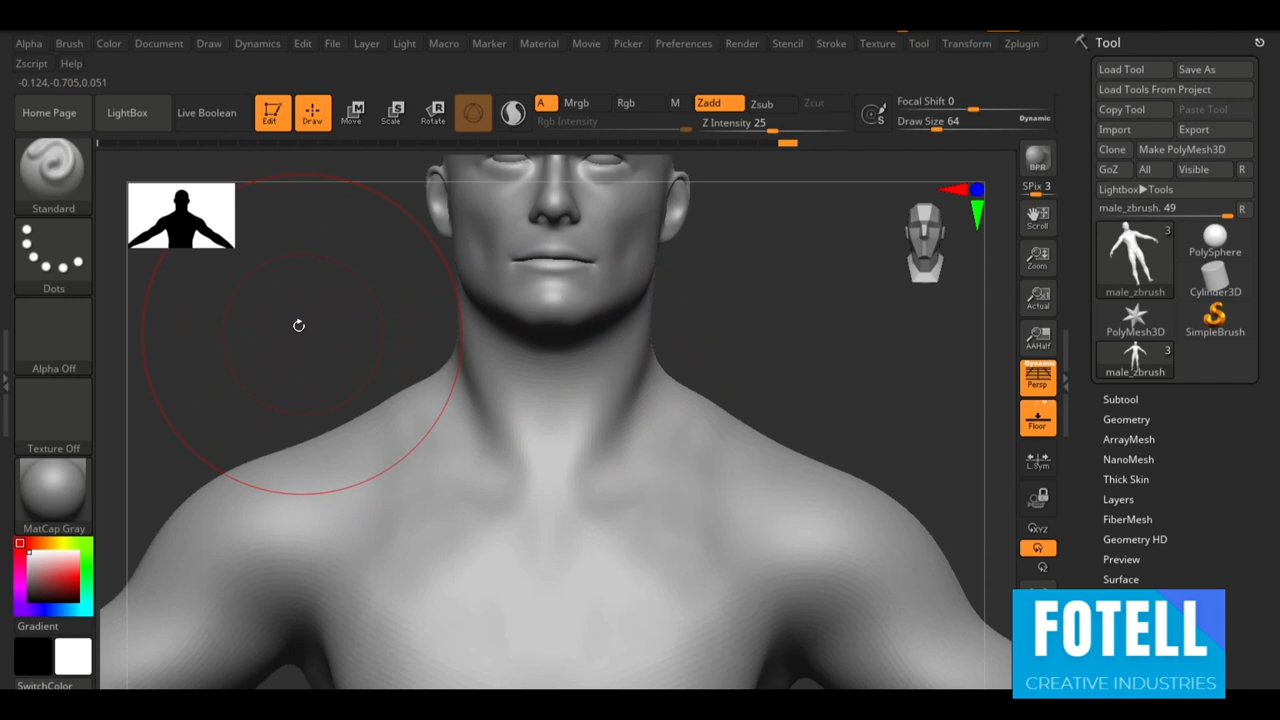 Alpha Brush Color Document Draw Dynamics Edit File Layer Light Macro Marker Material Movie Picker Preferences Render Stencil Stroke Texture Tool Transform Zplugin
Zscript Help
-0.124,-0.705,0.051
Home Page LightBox Live Boolean Edit Draw Move Scale Rotate
M S R
A Mrgb Rgb M Zadd Zsub Zcut
Rgb Intensity Z Intensity 25
S
Focal Shift 0
Draw Size 64 Dynamic
Standard
Dots
Alpha Off
Texture Off
MatCap Gray
Gradient
SwitchColor
BPR
SPix 3
Scroll
Zoom
Actual
AAHalf
Dynamic
Persp
Floor
L.Sym
XYZ
Y
Z
Tool
Load Tool Save As
Load Tools From Project
Copy Tool Paste Tool
Import Export
Clone Make PolyMesh3D
GoZ All Visible R
Lightbox▶Tools
male_zbrush. 49 R
3
male_zbrush
PolySphere
Cylinder3D
PolyMesh3D
SimpleBrush
3
male_zbrush
Subtool
Geometry
ArrayMesh
NanoMesh
Thick Skin
Layers
FiberMesh
Geometry HD
Preview
Surface
FOTELL
CREATIVE INDUSTRIES